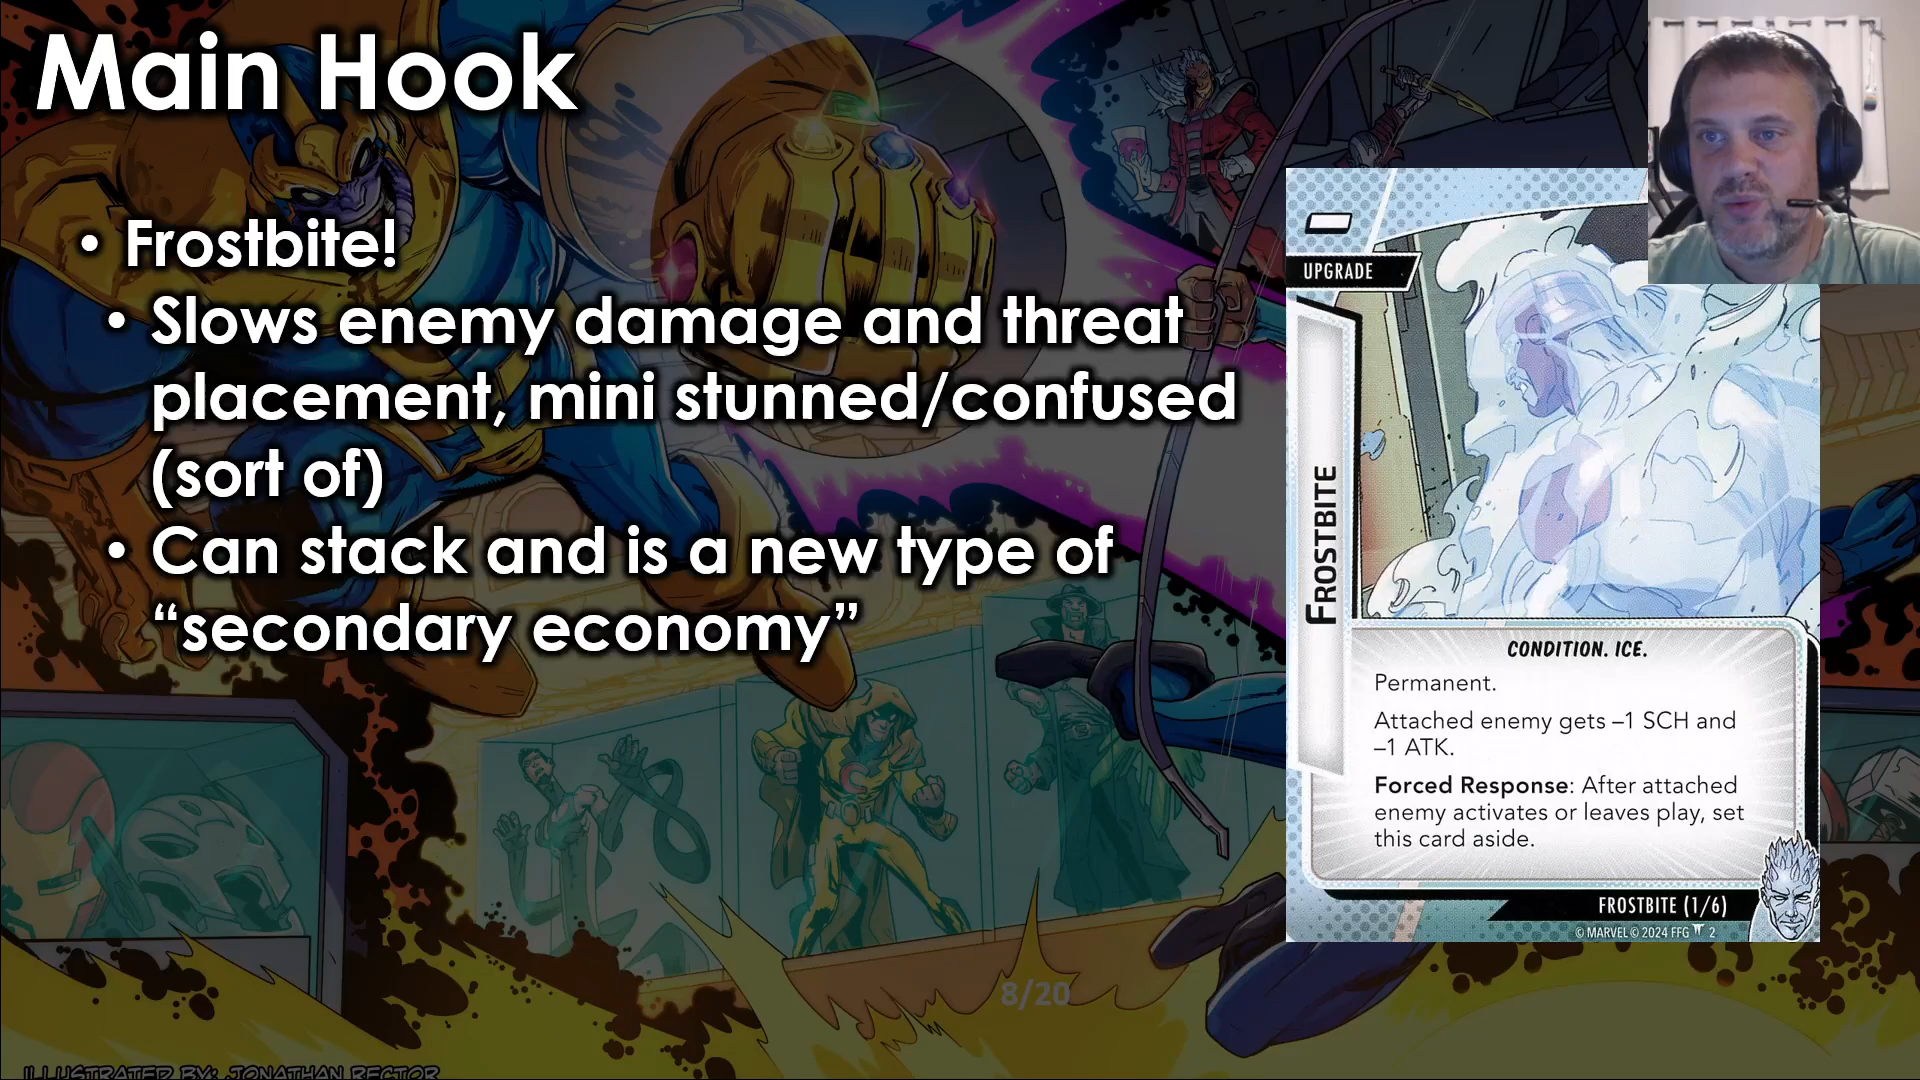 Main Hook
• Frostbite!
• Slows enemy damage and threat
placement, mini stunned/confused
(sort of)
• Can stack and is a new type of
“secondary economy”
UPGRADE
FROSTBITE
CONDITION. ICE.
Permanent.
Attached enemy gets –1 SCH and
–1 ATK.
Forced Response: After attached
enemy activates or leaves play, set
this card aside.
FROSTBITE (1/6)
© MARVEL © 2024 FFG 2
8/20
ILLUSTRATED BY: JONATHAN RECTOR